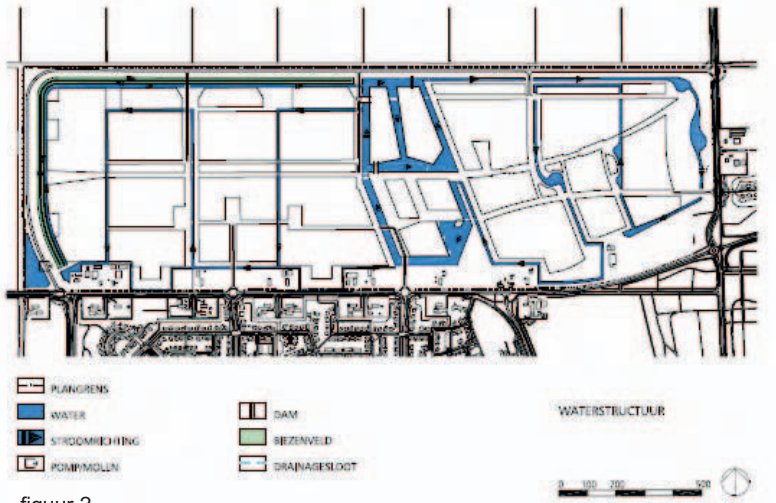 PLANGRENS
WATER
STROOMRICHTING
POMP/MOLEN
DAM
BIEZENVELD
DRAINAGESLOOT
WATERSTRUCTUUR
0 100 200 500
figuur 2